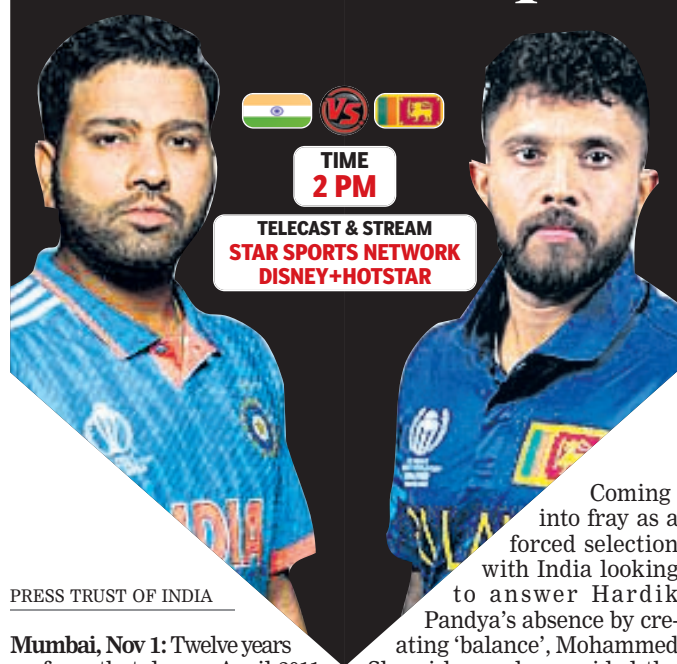 VS
TIME
2 PM
TELECAST & STREAM
STAR SPORTS NETWORK
DISNEY+HOTSTAR
INDIA
PRESS TRUST OF INDIA
Mumbai, Nov 1: Twelve years
Coming
into fray as a
forced selection
with India looking
to answer Hardik
Pandya’s absence by cre-
ating ‘balance’, Mohammed